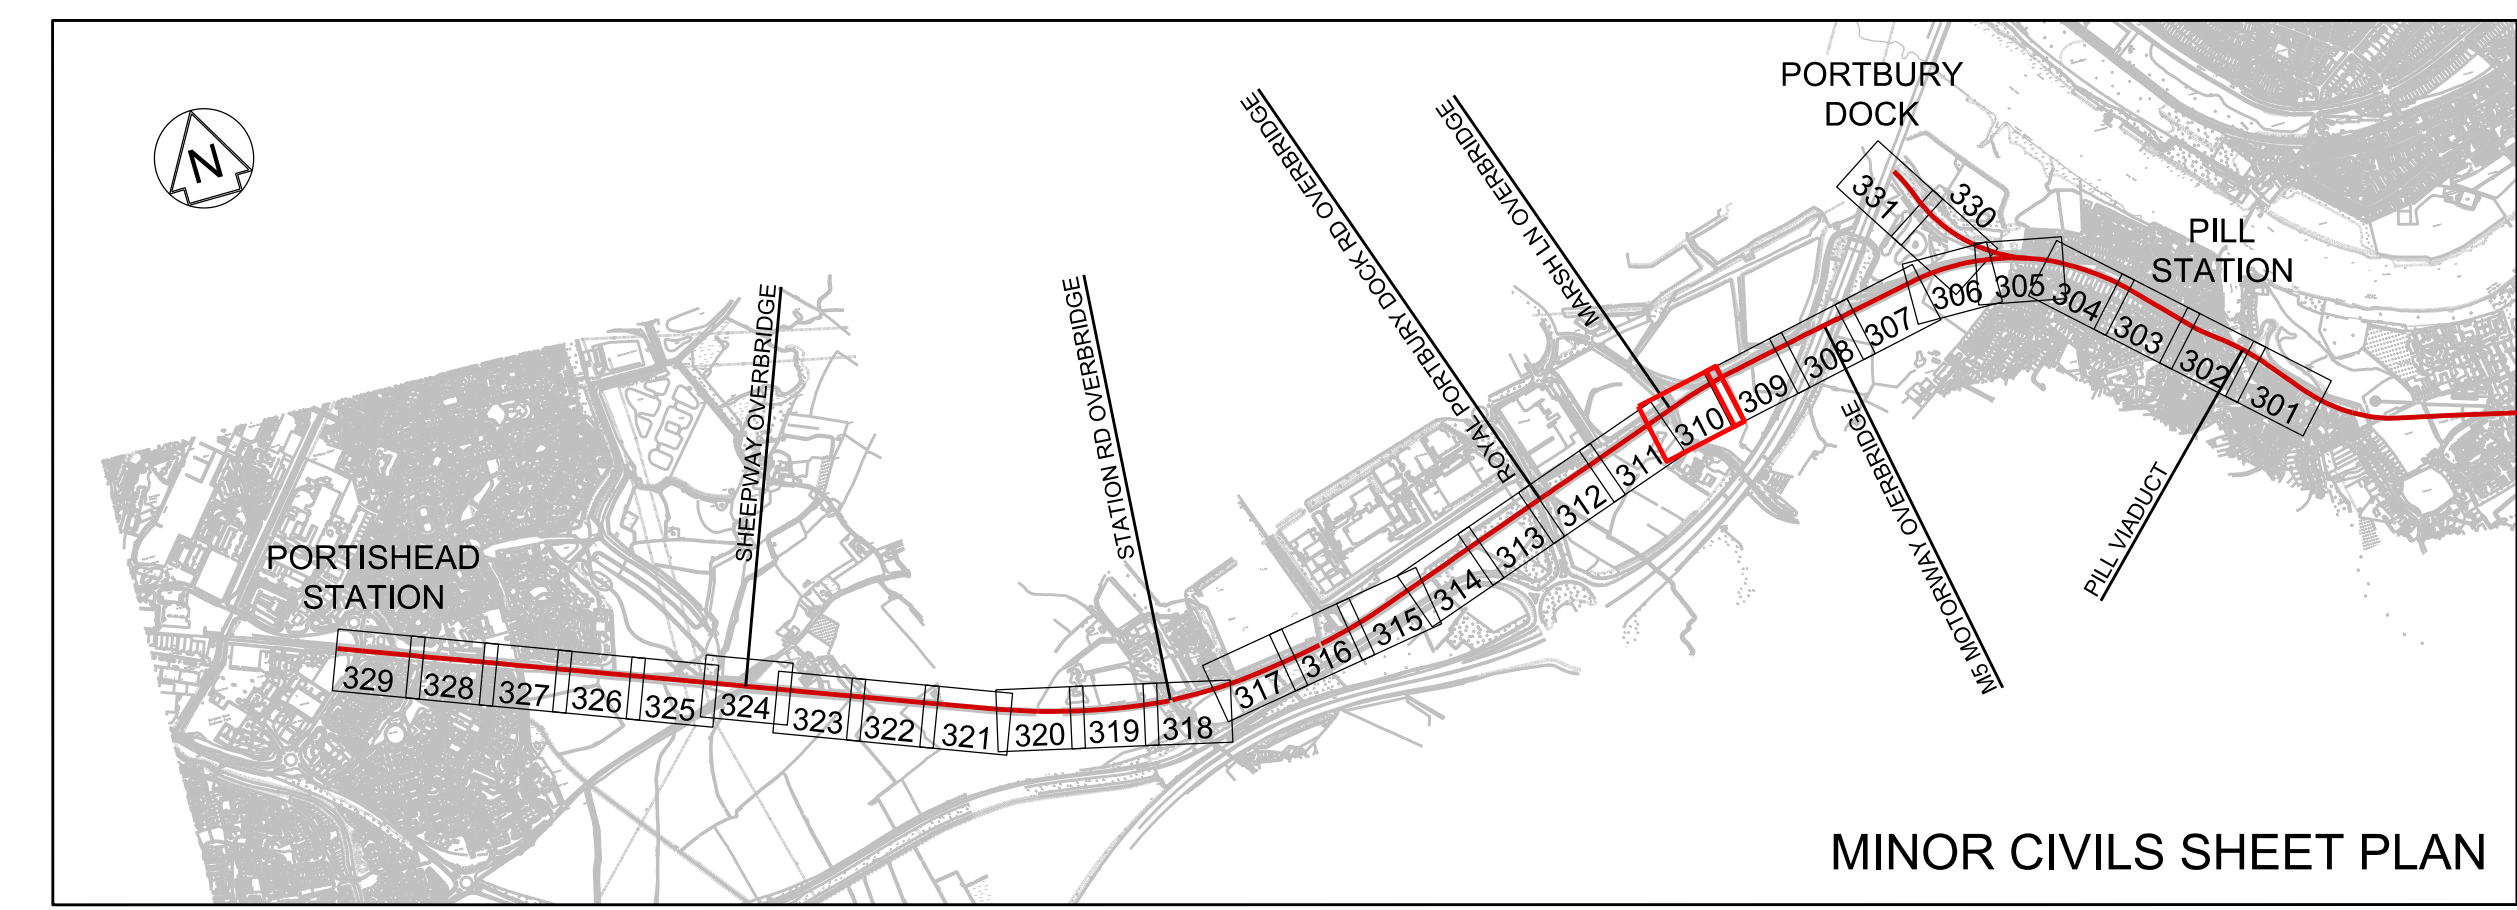 N
PORTBURY
DOCK
PILL
STATION
PORTISHEAD
STATION
SHEEPWAY OVERBRIDGE
STATION RD OVERBRIDGE
ROYAL PORTBURY DOCK RD OVERBRIDGE
MARSH LN OVERBRIDGE
M5 MOTORWAY OVERBRIDGE
PILL VIADUCT
329
328
327
326
325
324
323
322
321
320
319
318
317
316
315
314
313
312
311
310
309
308
307
306
305
304
303
302
301
331
330
MINOR CIVILS SHEET PLAN